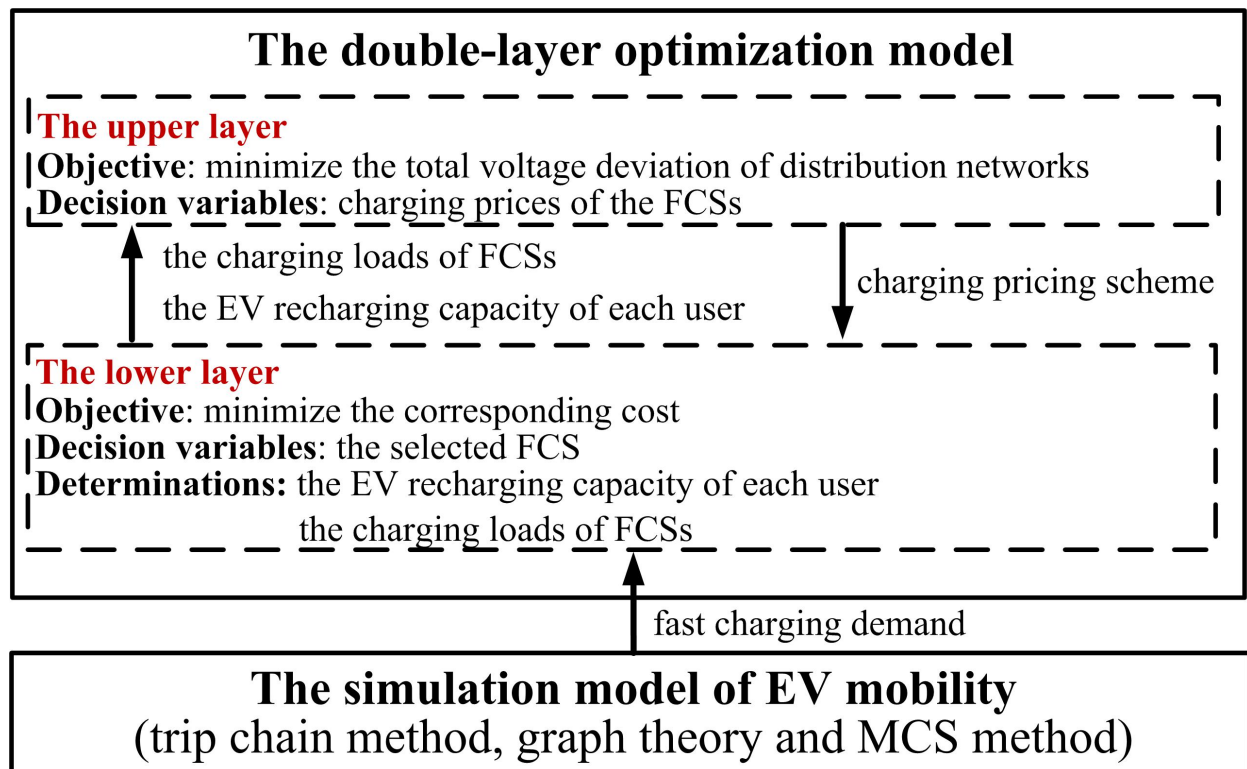 The double-layer optimization model
The upper layer
Objective: minimize the total voltage deviation of distribution networks
Decision variables: charging prices of the FCSs
the charging loads of FCSs
the EV recharging capacity of each user
charging pricing scheme
The lower layer
Objective: minimize the corresponding cost
Decision variables: the selected FCS
Determinations: the EV recharging capacity of each user
the charging loads of FCSs
fast charging demand
The simulation model of EV mobility
(trip chain method, graph theory and MCS method)